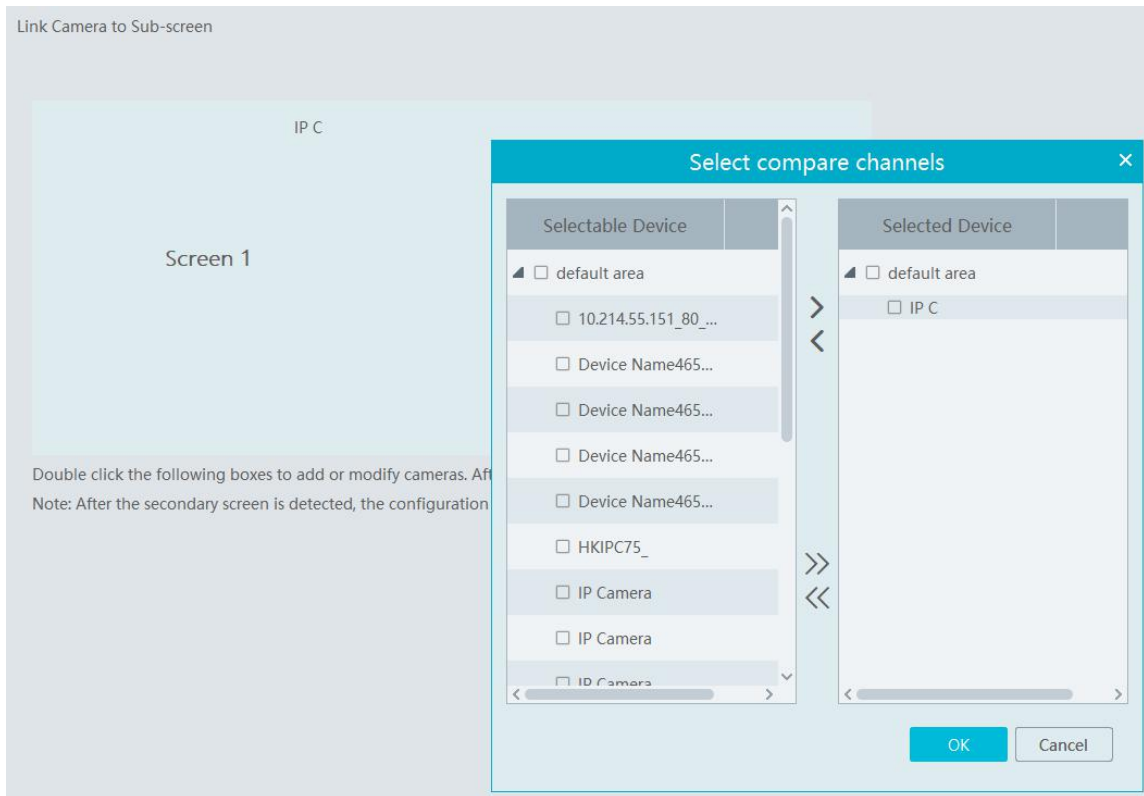 Link Camera to Sub-screen
IP C
Screen 1
Double click the following boxes to add or modify cameras.
Note: After the secondary screen is detected, the configuration
Select compare channels
Selectable Device
default area
10.214.55.151_80_...
Device Name465...
Device Name465...
Device Name465...
Device Name465...
HKIPC75_
IP Camera
IP Camera
IP Camera
Selected Device
default area
IP C
OK
Cancel